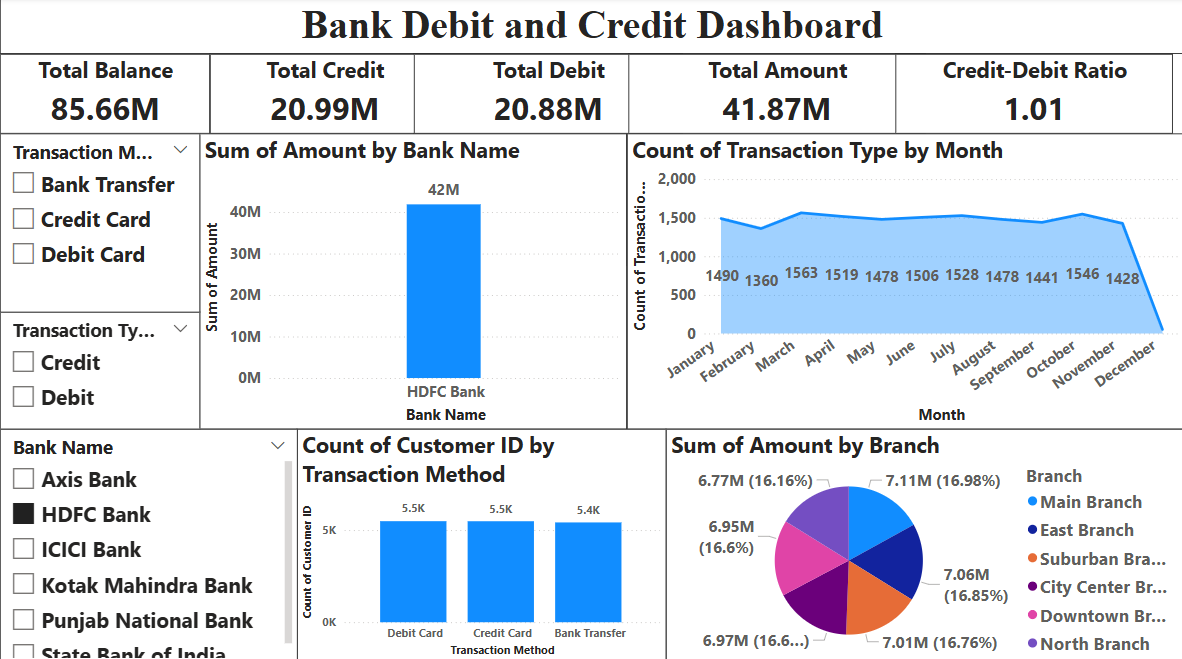 Bank Debit and Credit Dashboard
Total Balance
85.66M
Total Credit
20.99M
Total Debit
20.88M
Total Amount
41.87M
Credit-Debit Ratio
1.01
Transaction M...
Bank Transfer
Credit Card
Debit Card
Transaction Ty...
Credit
Debit
Sum of Amount by Bank Name
Sum of Amount
42M
40M
30M
20M
10M
0M
HDFC Bank
Bank Name
Count of Transaction Type by Month
Count of Transactio...
2,000
1,500
1,000
500
0
1490 1360 1563 1519 1478 1506 1528 1478 1441 1546 1428
January
February
March
April
May
June
July
August
September
October
November
December
Month
Bank Name
Axis Bank
HDFC Bank
ICICI Bank
Kotak Mahindra Bank
Punjab National Bank
State Bank of India
Count of Customer ID by
Transaction Method
Count of Customer ID
5.5K 5.5K 5.4K
5K
0K
Debit Card Credit Card Bank Transfer
Transaction Method
Sum of Amount by Branch
6.77M (16.16%)
7.11M (16.98%)
6.95M
(16.6%)
7.06M
(16.85%)
6.97M (16.6...)
7.01M (16.76%)
Branch
Main Branch
East Branch
Suburban Bra...
City Center Br...
Downtown Br...
North Branch